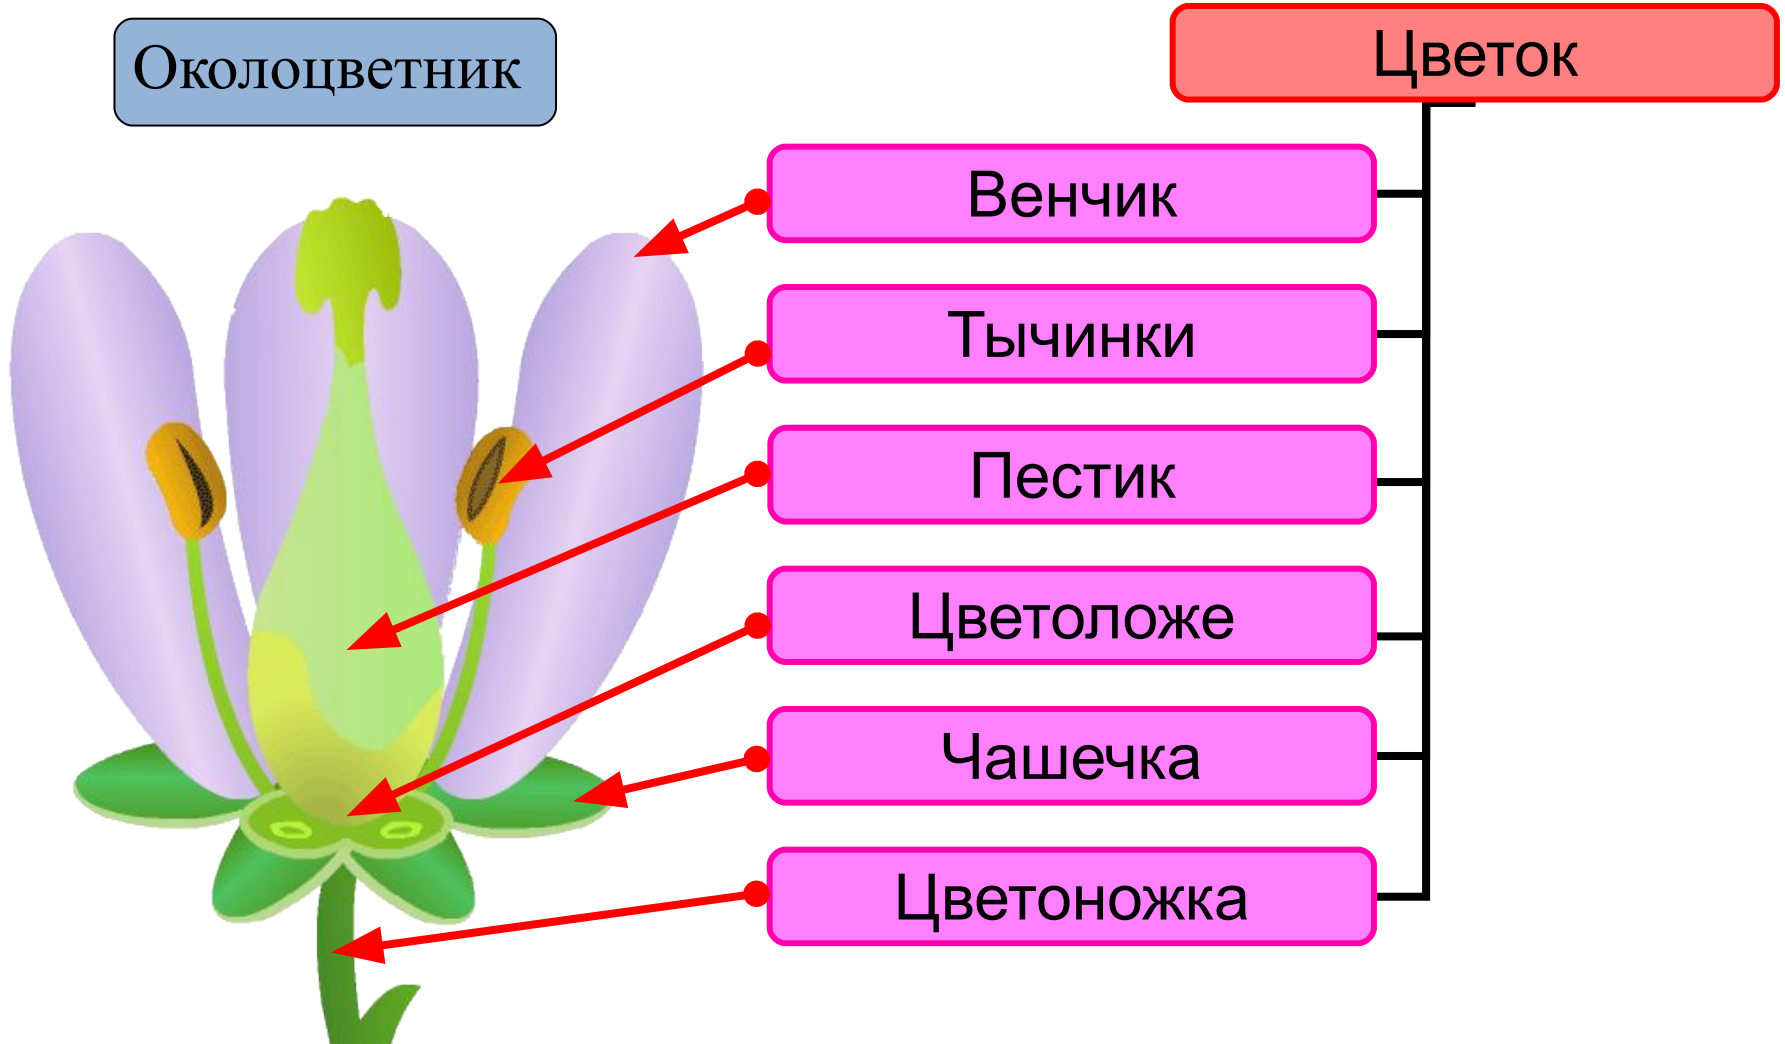 Околоцветник
Цветок
Венчик
Тычинки
Пестик
Цветоложе
Чашечка
Цветоножка